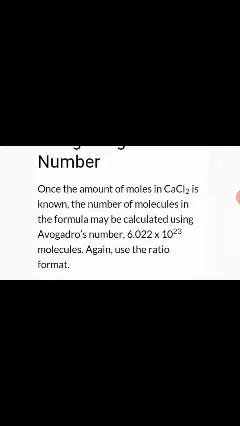 Number
Once the amount of moles in CaCl₂ is
known, the number of molecules in
the formula may be calculated using
Avogadro's number, 6.022 x 10²³
molecules. Again, use the ratio
format.